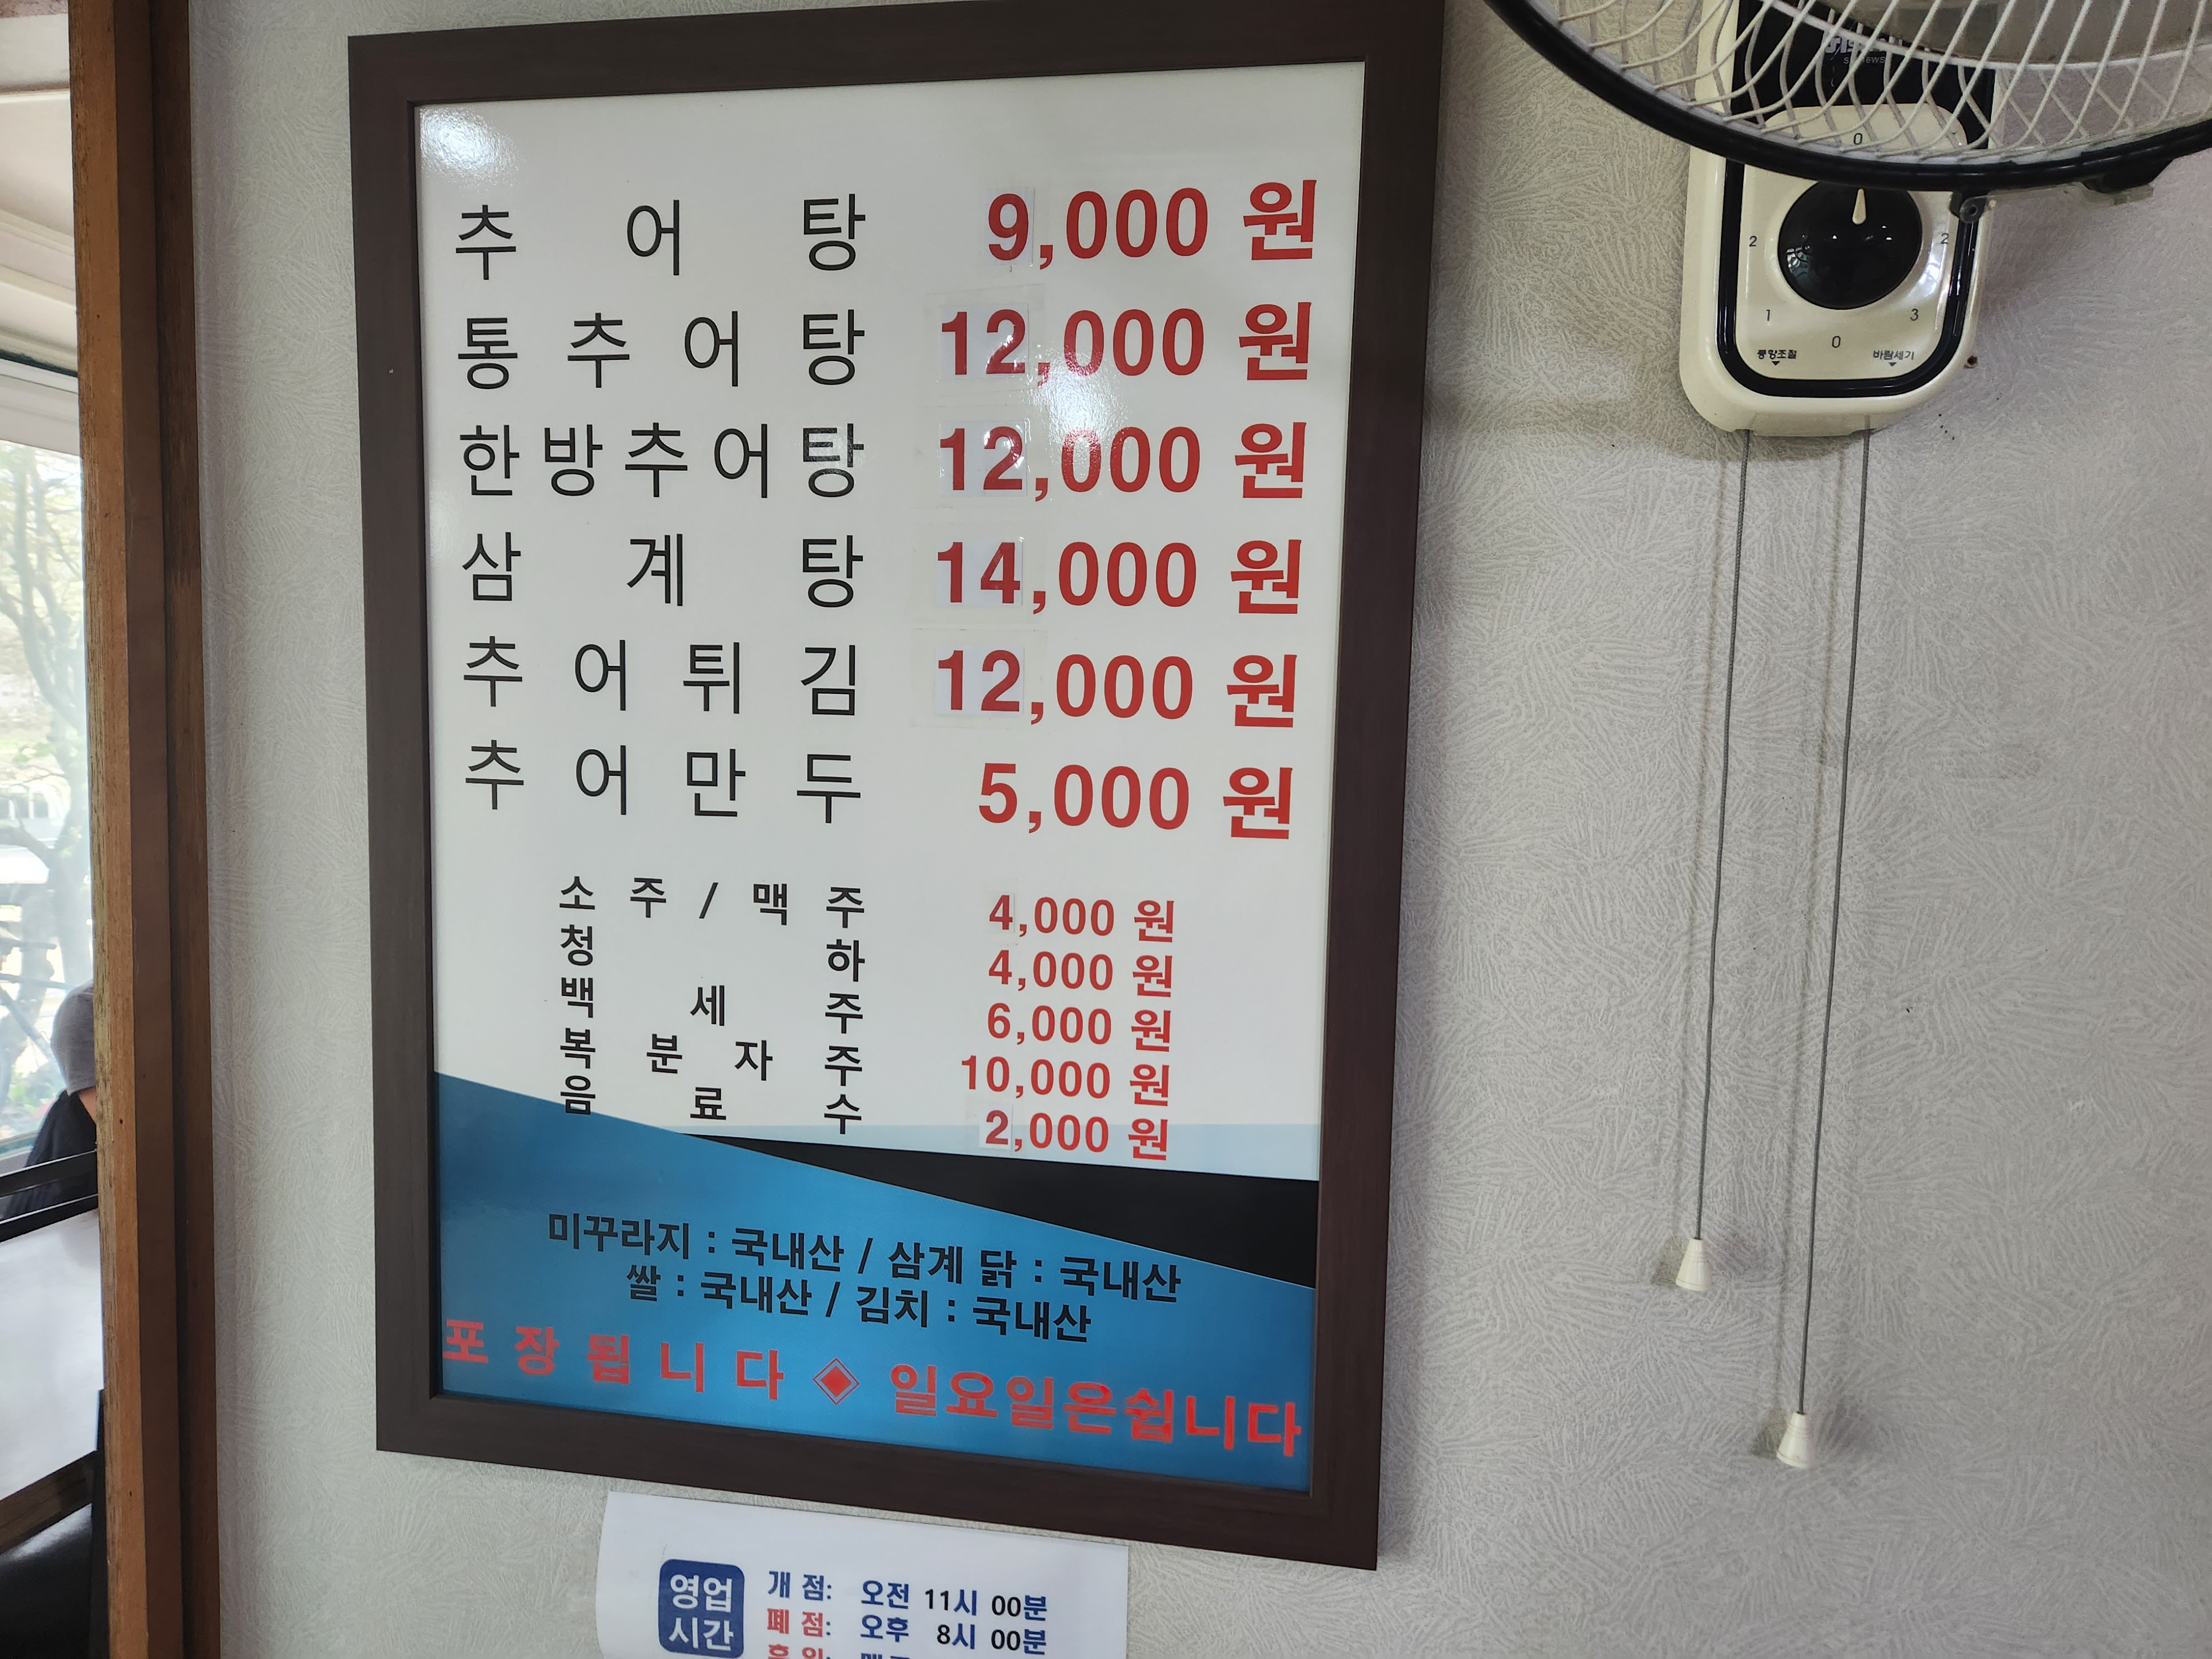 추어탕 9,000 원
통추어탕 12,000 원
한방추어탕 12,000 원
삼계탕 14,000 원
추어튀김 12,000 원
추어만두 5,000 원
소주/맥주 4,000 원
청하 4,000 원
백세주 6,000 원
복분자주 10,000 원
음료수 2,000 원
미꾸라지 : 국내산 / 삼계 닭 : 국내산
쌀 : 국내산 / 김치 : 국내산
포장됩니다 ◈ 일요일은쉽니다
영업시간
개 점: 오전 11시 00분
폐 점: 오후 8시 00분
0
2 2
1 3
0
풍향조절 바람세기